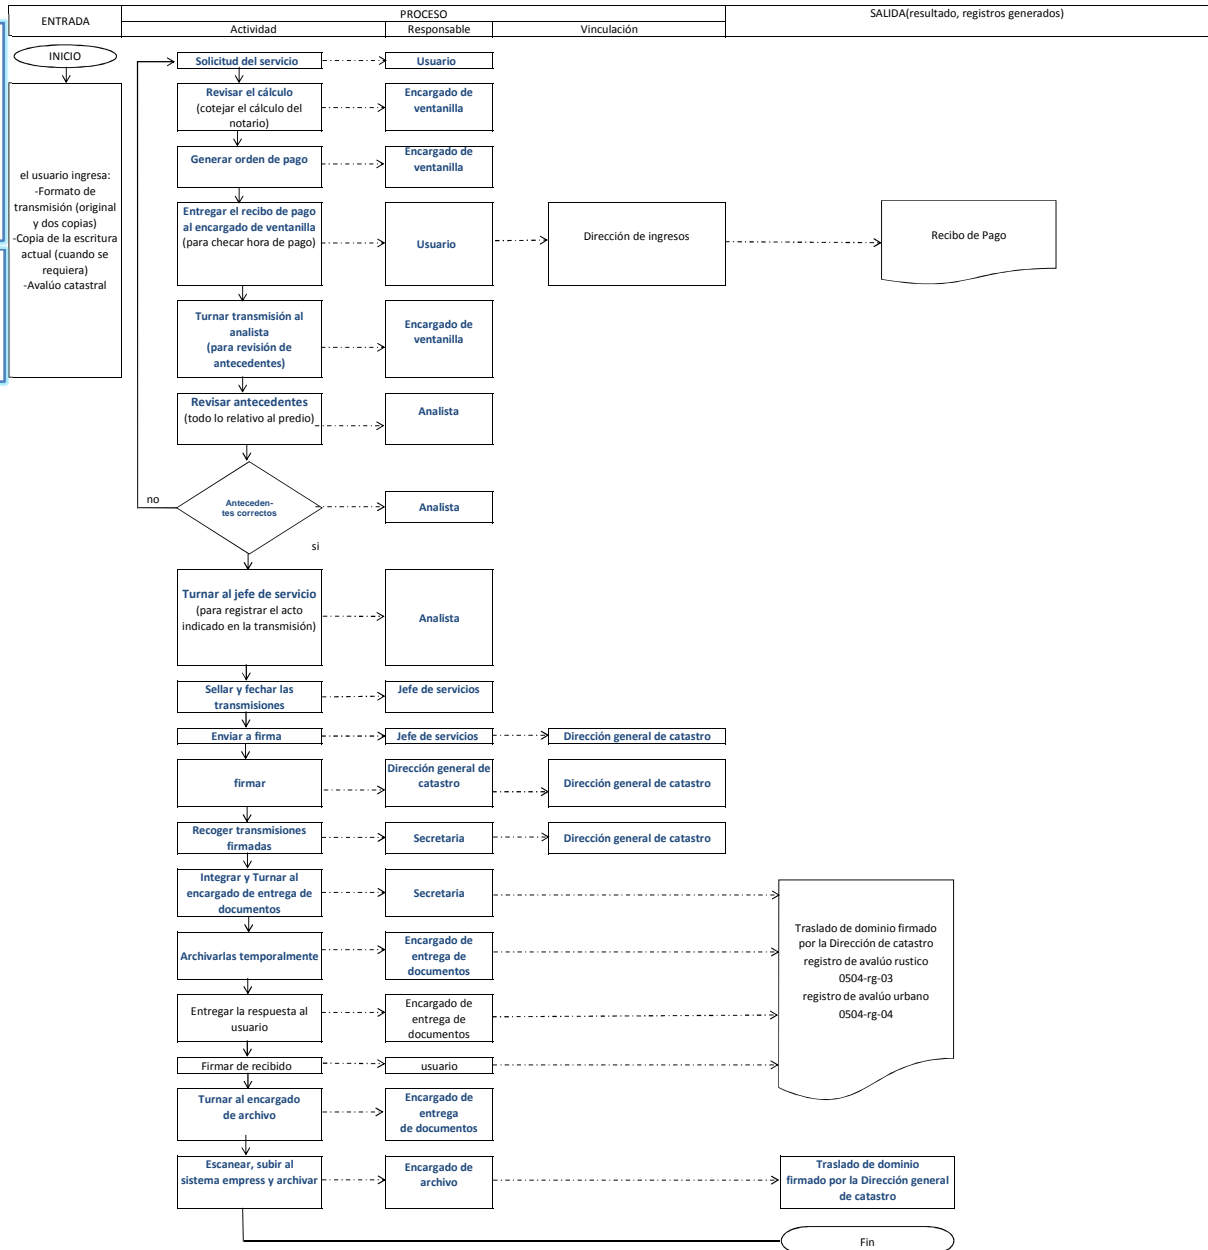 ENTRADA
PROCESO
SALIDA(resultado, registros generados)
Actividad
Responsable
Vinculación
INICIO
el usuario ingresa:
-Formato de
transmisión (original
y dos copias)
-Copia de la escritura
actual (cuando se
requiera)
-Avalúo catastral
Solicitud del servicio
Usuario
Revisar el cálculo
(cotejar el cálculo del
notario)
Encargado de
ventanilla
Generar orden de pago
Encargado de
ventanilla
Entregar el recibo de pago
al encargado de ventanilla
(para checar hora de pago)
Usuario
Dirección de ingresos
Recibo de Pago
Turnar transmisión al
analista
(para revisión de
antecedentes)
Encargado de
ventanilla
Revisar antecedentes
(todo lo relativo al predio)
Analista
no
Anteceden-
tes correctos
Analista
si
Turnar al jefe de servicio
(para registrar el acto
indicado en la transmisión)
Analista
Sellar y fechar las
transmisiones
Jefe de servicios
Enviar a firma
Jefe de servicios
Dirección general de catastro
firmar
Dirección general de
catastro
Dirección general de catastro
Recoger transmisiones
firmadas
Secretaria
Dirección general de catastro
Integrar y Turnar al
encargado de entrega de
documentos
Secretaria
Traslado de dominio firmado
por la Dirección de catastro
registro de avalúo rustico
0504-rg-03
registro de avalúo urbano
0504-rg-04
Archivarlas temporalmente
Encargado de
entrega de
documentos
Entregar la respuesta al
usuario
Encargado de
entrega de
documentos
Firmar de recibido
usuario
Turnar al encargado
de archivo
Encargado de
entrega
de documentos
Escanear, subir al
sistema empress y archivar
Encargado de
archivo
Traslado de dominio
firmado por la Dirección general
de catastro
Fin